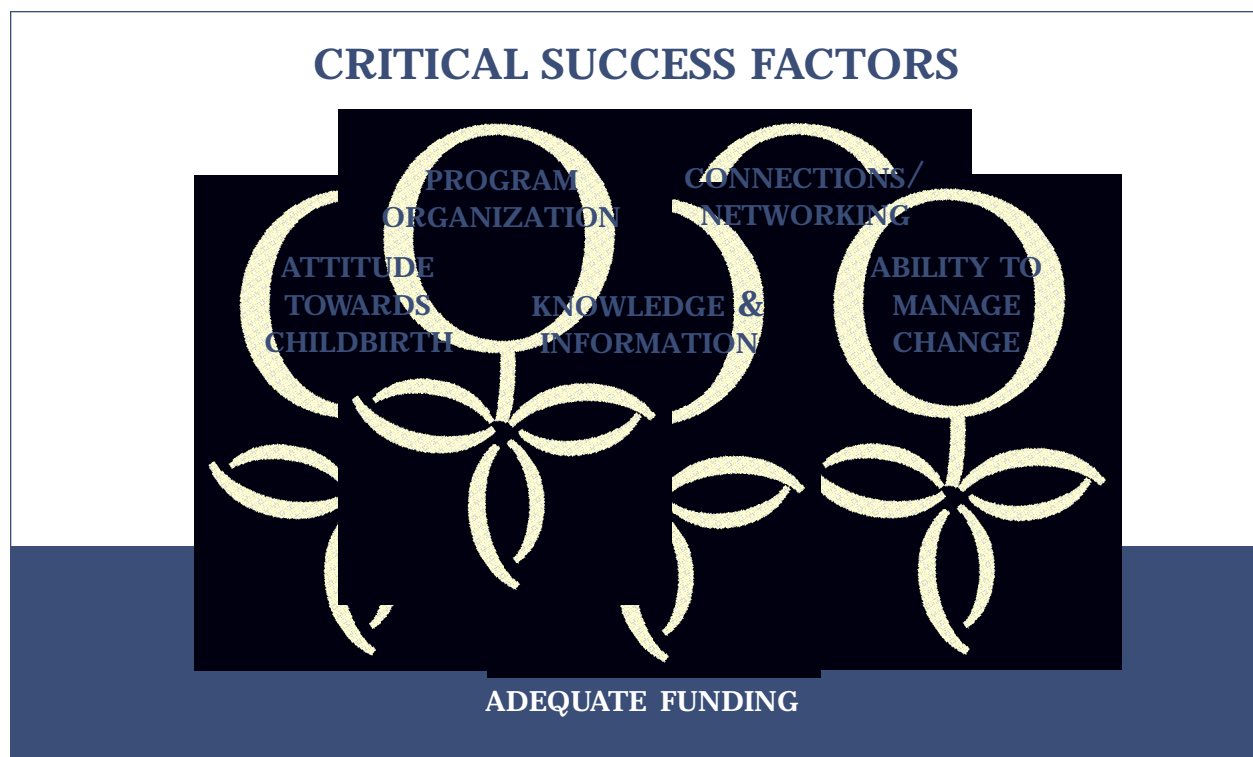 CRITICAL SUCCESS FACTORS
PROGRAM
ORGANIZATION
CONNECTIONS/
NETWORKING
ATTITUDE
TOWARDS
CHILDBIRTH
KNOWLEDGE &
INFORMATION
ABILITY TO
MANAGE
CHANGE
ADEQUATE FUNDING